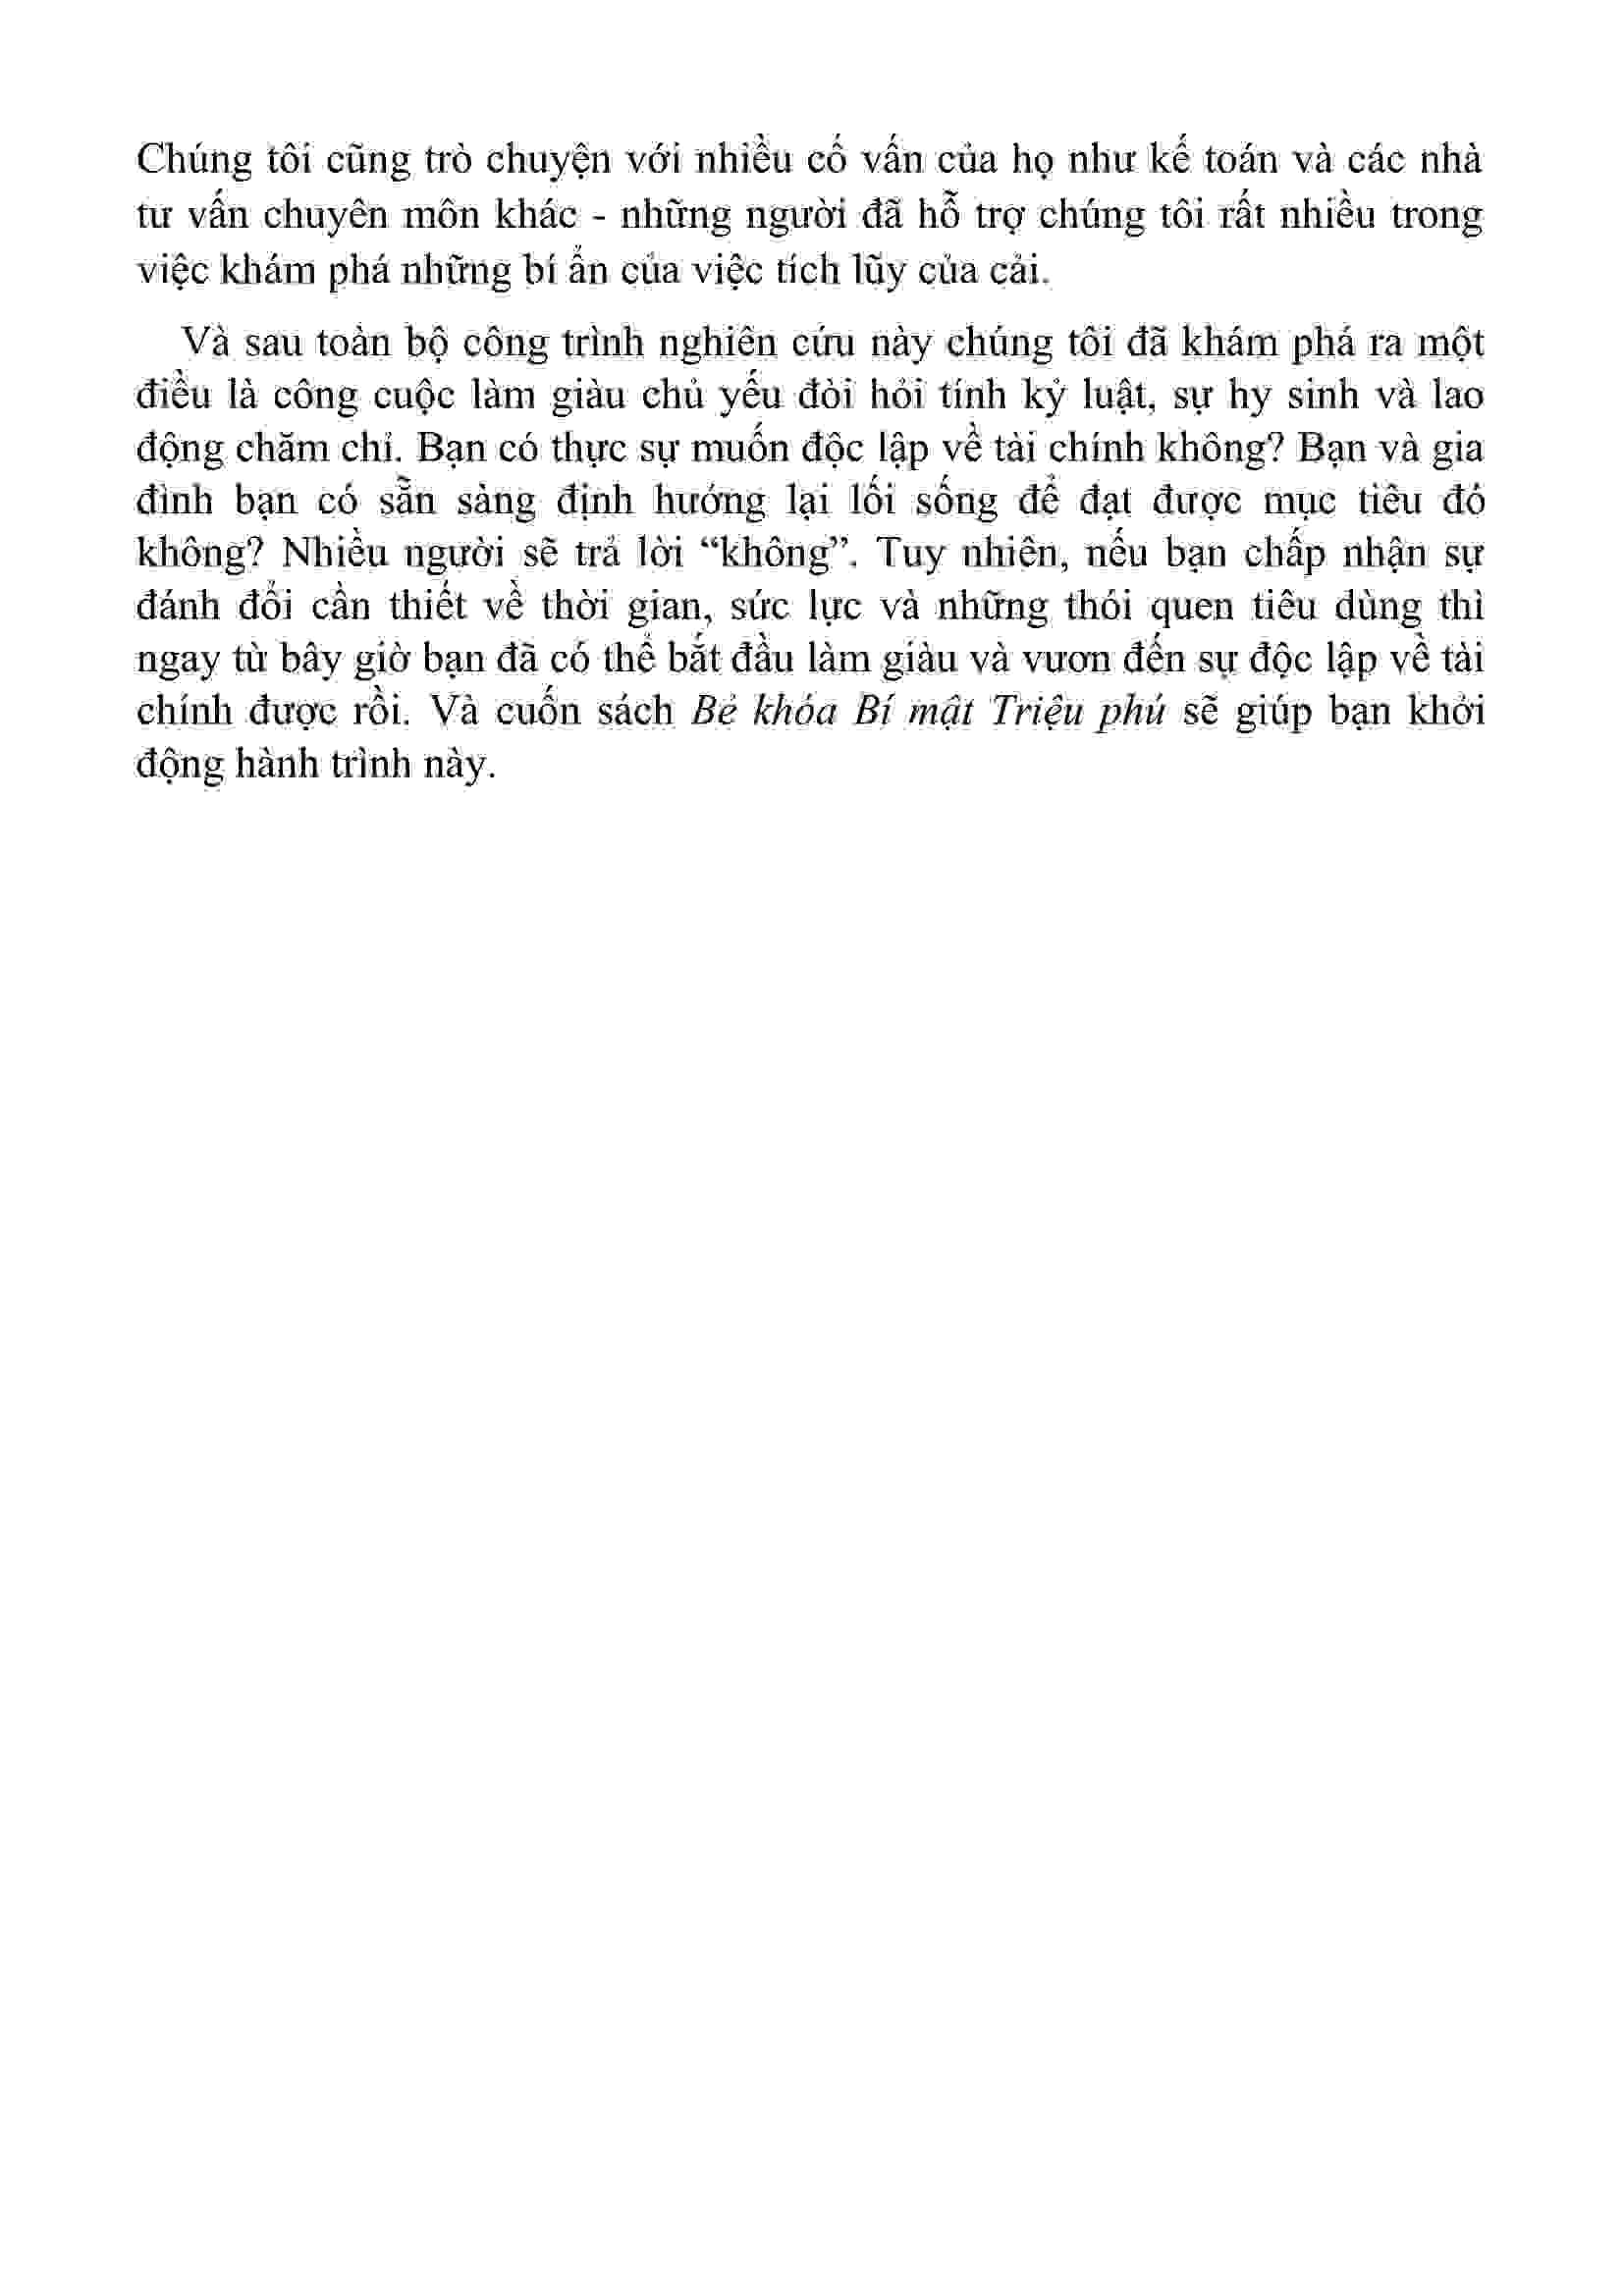 Chúng tôi cũng trò chuyện với nhiều cố vấn của họ như kế toán và các nhà
tư vấn chuyên môn khác - những người đã hỗ trợ chúng tôi rất nhiều trong
việc khám phá những bí ẩn của việc tích lũy của cải.
Và sau toàn bộ công trình nghiên cứu này chúng tôi đã khám phá ra một
điều là công cuộc làm giàu chủ yếu đòi hỏi tính kỷ luật, sự hy sinh và lao
động chăm chỉ. Bạn có thực sự muốn độc lập về tài chính không? Bạn và gia
đình bạn có sẵn sàng định hướng lại lối sống để đạt được mục tiêu đó
không? Nhiều người sẽ trả lời “không”. Tuy nhiên, nếu bạn chấp nhận sự
đánh đổi cần thiết về thời gian, sức lực và những thói quen tiêu dùng thì
ngay từ bây giờ bạn đã có thể bắt đầu làm giàu và vươn đến sự độc lập về tài
chính được rồi. Và cuốn sách Bẻ khóa Bí mật Triệu phú sẽ giúp bạn khởi
động hành trình này.